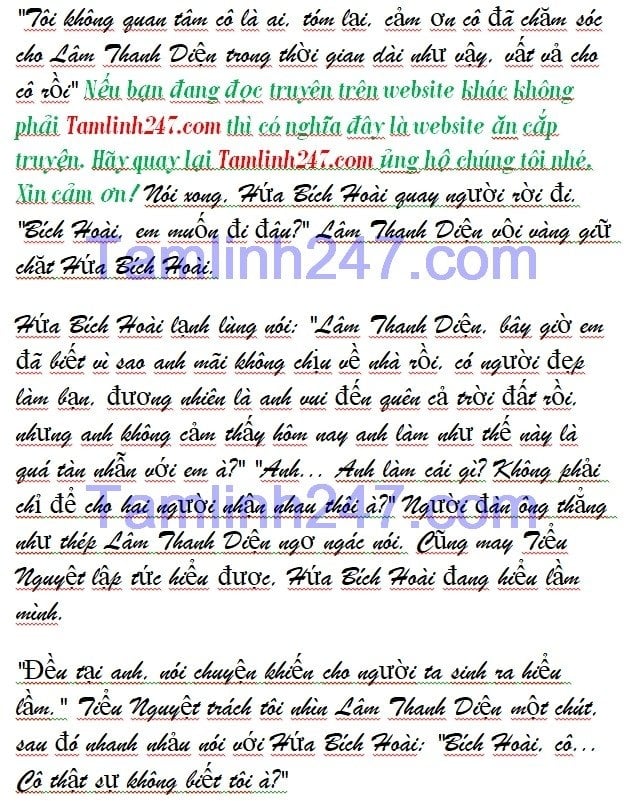 "Tôi không quan tâm cô là ai, tóm lại, cảm ơn cô đã chăm sóc
cho Lâm Thanh Diện trong thời gian dài như vậy, vất vả cho
cô rồi" Nếu bạn đang đọc truyện trên website khác không
phải Tamlinh247.com thì có nghĩa đây là website ăn cắp
truyện. Hãy quay lại Tamlinh247.com ủng hộ chúng tôi nhé.
Xin cảm ơn! Nói xong, Hứa Bích Hoài quay người rời đi.
"Bích Hoài, em muốn đi đâu?" Lâm Thanh Diện vội vàng giữ
Tamlinh247.com
chặt Hứa Bích Hoài.
Hứa Bích Hoài lạnh lùng nói: "Lâm Thanh Diện, bây giờ em
đã biết vì sao anh mãi không chịu về nhà rồi, có người đẹp
làm bạn, đương nhiên là anh vui đến quên cả trời đất rồi,
nhưng anh không cảm thấy hôm nay anh làm như thế này là
quá tàn nhẫn với em à?" "Anh... Anh làm cái gì? Không phải
Tamlinh247.com
chỉ để cho hai người nhận nhau thôi à?" Người đàn ông thẳng
như thép Lâm Thanh Diện ngơ ngác nói. Cũng may Tiểu
Nguyệt lập tức hiểu được, Hứa Bích Hoài đang hiểu lầm
mình.
"Đều tại anh, nói chuyện khiến cho người ta sinh ra hiểu
lầm." Tiểu Nguyệt trách tôi nhìn Lâm Thanh Diện một chút,
sau đó nhanh nhảu nói với Hứa Bích Hoài: "Bích Hoài, cô...
Cô thật sự không biết tôi à?"